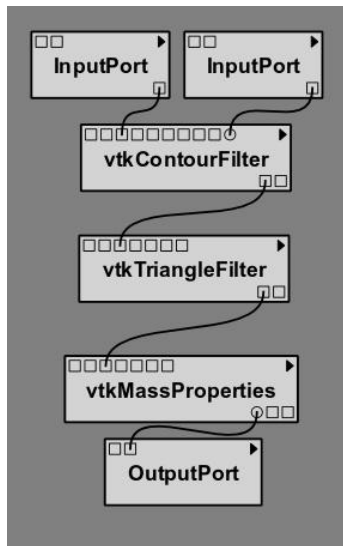 InputPort
InputPort
vtkContourFilter
vtkTriangleFilter
vtkMassProperties
OutputPort